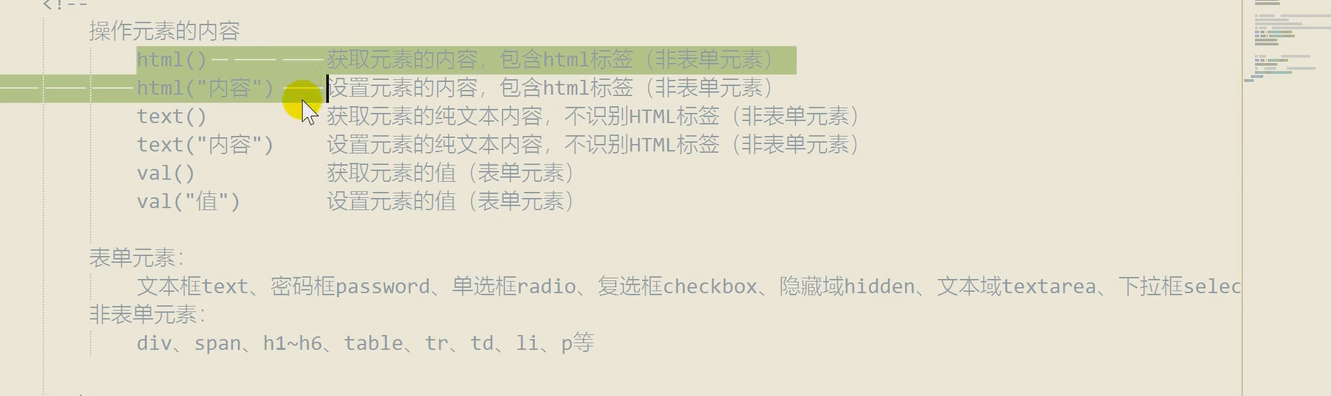 <!--
操作元素的内容
html() 获取元素的内容，包含html标签（非表单元素）
html("内容") 设置元素的内容，包含html标签（非表单元素）
text() 获取元素的纯文本内容，不识别HTML标签（非表单元素）
text("内容") 设置元素的纯文本内容，不识别HTML标签（非表单元素）
val() 获取元素的值（表单元素）
val("值") 设置元素的值（表单元素）
表单元素：
文本框text、密码框password、单选框radio、复选框checkbox、隐藏域hidden、文本域textarea、下拉框selec
非表单元素：
div、span、h1~h6、table、tr、td、li、p等